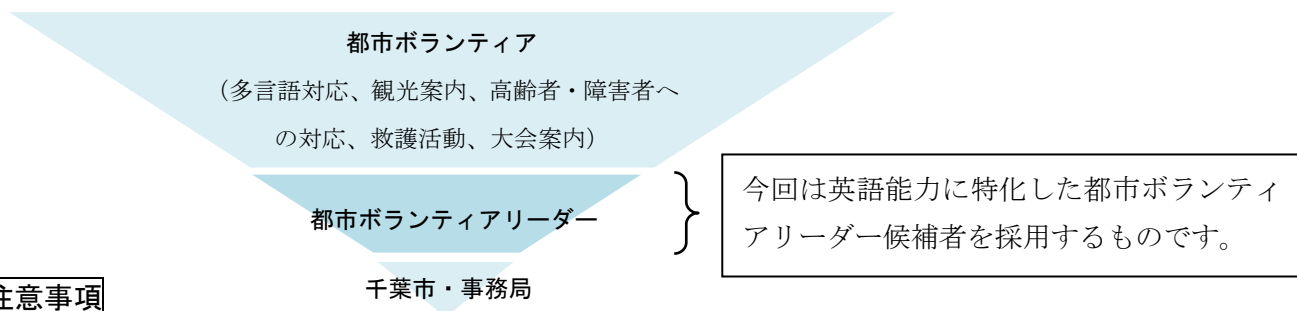 都市ボランティア
（多言語対応、観光案内、高齢者・障害者へ
の対応、救護活動、大会案内）
都市ボランティアリーダー
今回は英語能力に特化した都市ボランティ
アリーダー候補者を採用するものです。
千葉市・事務局
注意事項